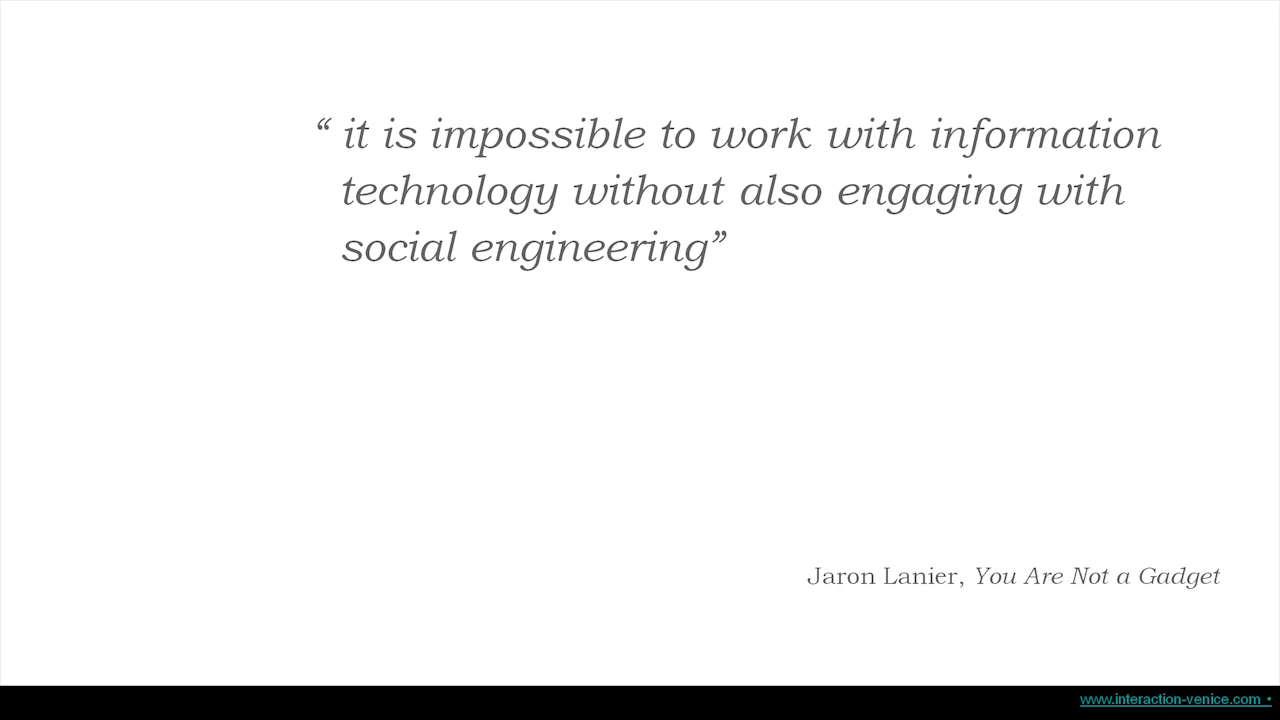 “ it is impossible to work with information
technology without also engaging with
social engineering”
Jaron Lanier, You Are Not a Gadget
www.interaction-venice.com •